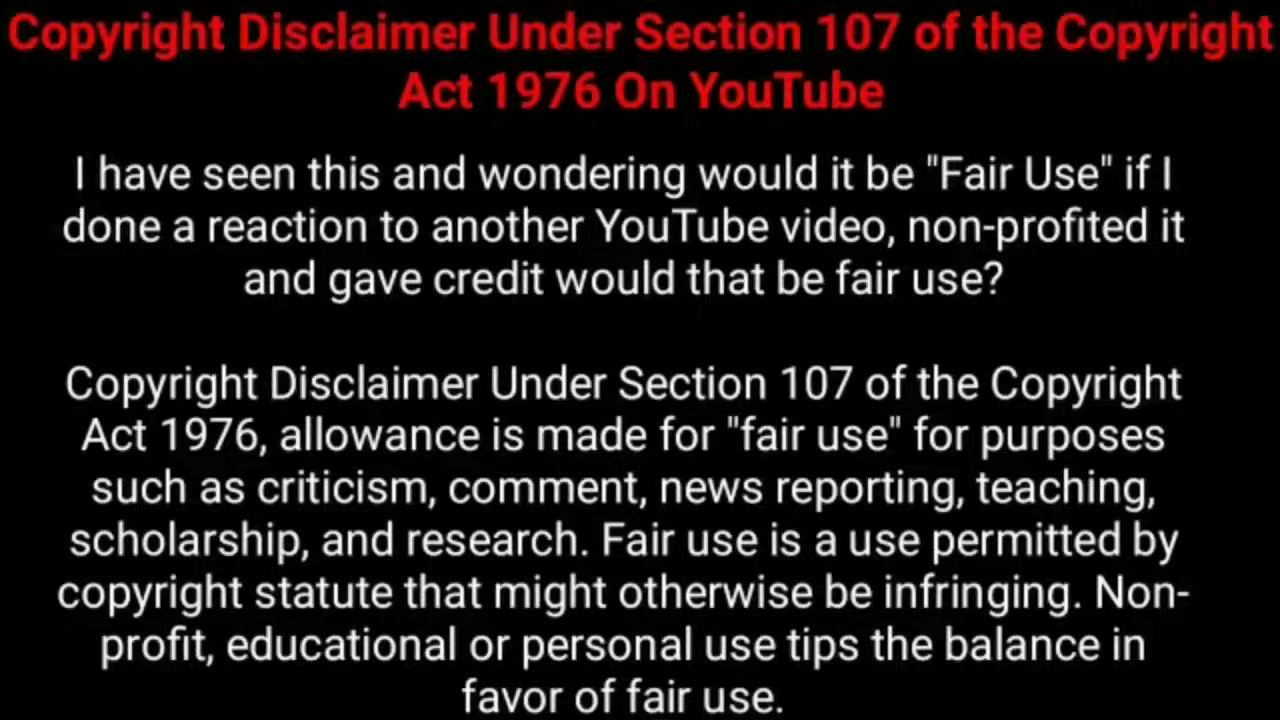 Copyright Disclaimer Under Section 107 of the Copyright
Act 1976 On YouTube
I have seen this and wondering would it be "Fair Use" if I
done a reaction to another YouTube video, non-profited it
and gave credit would that be fair use?
Copyright Disclaimer Under Section 107 of the Copyright
Act 1976, allowance is made for "fair use" for purposes
such as criticism, comment, news reporting, teaching,
scholarship, and research. Fair use is a use permitted by
copyright statute that might otherwise be infringing. Non-
profit, educational or personal use tips the balance in
favor of fair use.